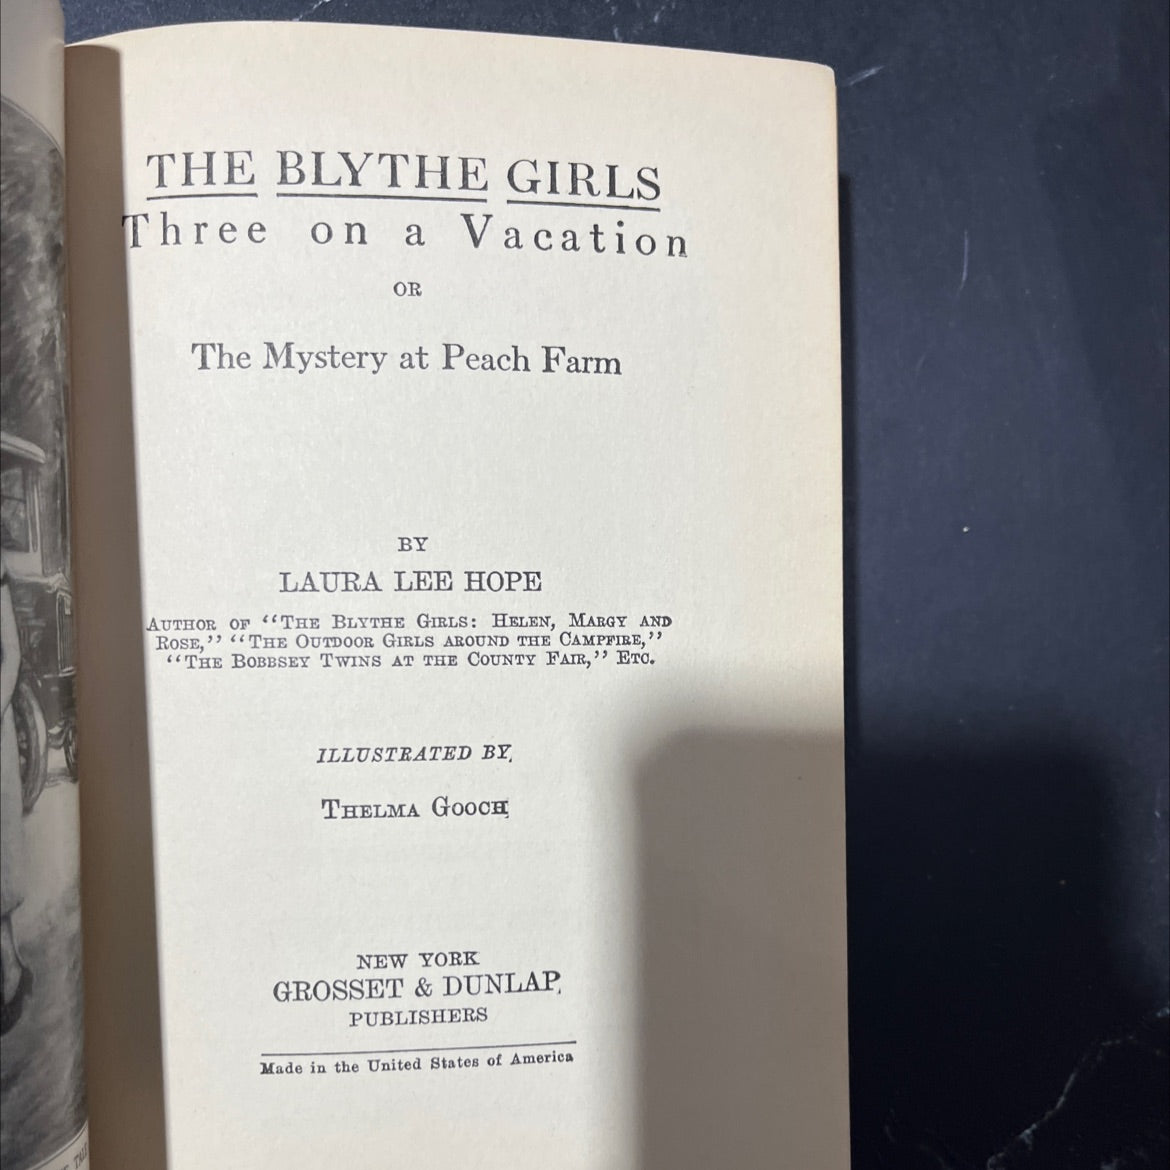 THE BLYTHE GIRLS
Three on a Vacation
OR
The Mystery at Peach Farm
BY
LAURA LEE HOPE
AUTHOR OF "THE BLYTHE GIRLS: HELEN, MARGY AND
ROSE," "THE OUTDOOR GIRLS AROUND THE CAMPFIRE,"
"THE BOBBSEY TWINS AT THE COUNTY FAIR," ETC.
ILLUSTRATED BY
THELMA GOOCH
NEW YORK
GROSSET & DUNLAP
PUBLISHERS
Made in the United States of America